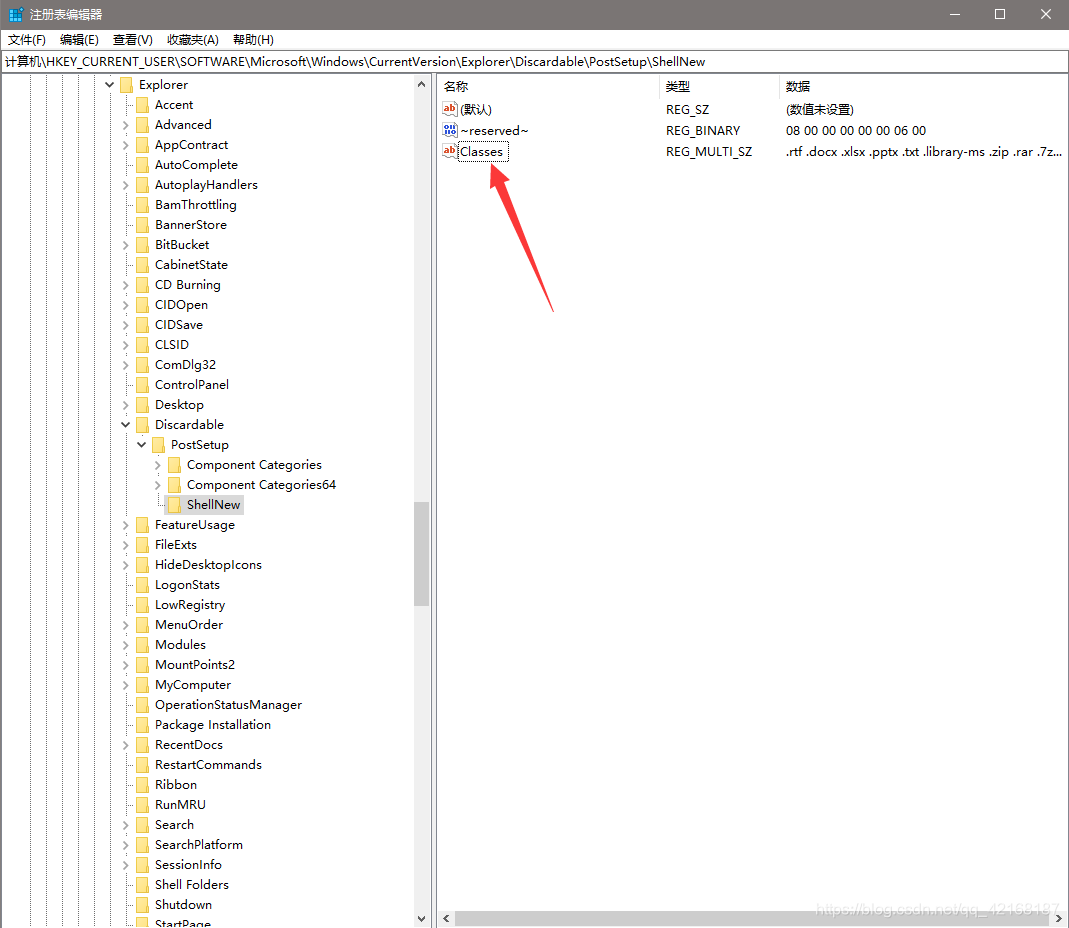 注册表编辑器
文件(F) 编辑(E) 查看(V) 收藏夹(A) 帮助(H)
计算机\HKEY_CURRENT_USER\SOFTWARE\Microsoft\Windows\CurrentVersion\Explorer\Discardable\PostSetup\ShellNew
Explorer
Accent
Advanced
AppContract
AutoComplete
AutoplayHandlers
BamThrottling
BannerStore
BitBucket
CabinetState
CD Burning
CIDOpen
CIDSave
CLSID
ComDlg32
ControlPanel
Desktop
Discardable
PostSetup
Component Categories
Component Categories64
ShellNew
FeatureUsage
FileExts
HideDesktopIcons
LogonStats
LowRegistry
MenuOrder
Modules
MountPoints2
MyComputer
OperationStatusManager
Package Installation
RecentDocs
RestartCommands
Ribbon
RunMRU
Search
SearchPlatform
SessionInfo
Shell Folders
Shutdown
StartPage
名称 类型 数据
(默认) REG_SZ (数值未设置)
~reserved~ REG_BINARY 08 00 00 00 00 00 06 00
Classes REG_MULTI_SZ .rtf .docx .xlsx .pptx .txt .library-ms .zip .rar .7z...
https://blog.csdn.net/qq_42168187